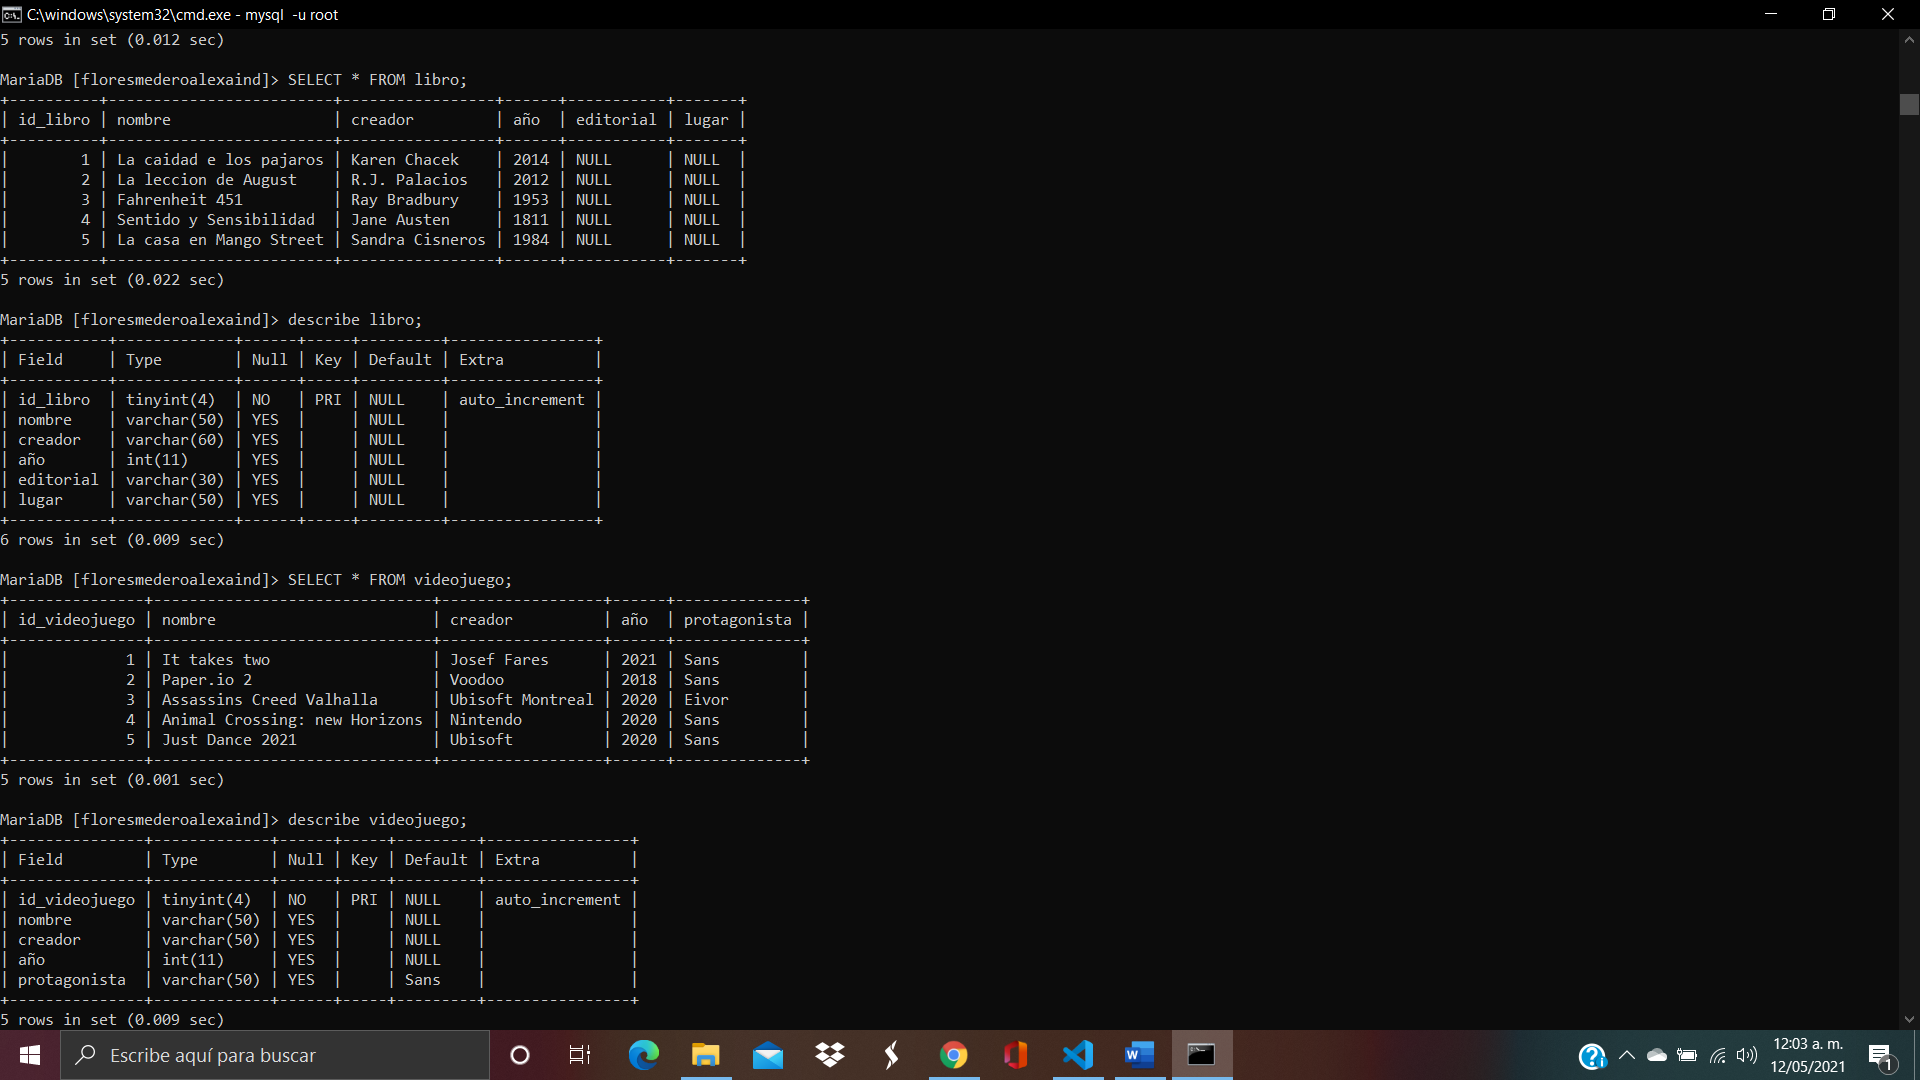 C:\windows\system32\cmd.exe - mysql  -u root
5 rows in set (0.012 sec)

MariaDB [floresmederoalexaind]> SELECT * FROM libro;
+----------+-------------------------+-----------------+------+-----------+-------+
| id_libro | nombre                  | creador         | año  | editorial | lugar |
+----------+-------------------------+-----------------+------+-----------+-------+
|        1 | La caidad e los pajaros | Karen Chacek    | 2014 | NULL      | NULL  |
|        2 | La leccion de August    | R.J. Palacios   | 2012 | NULL      | NULL  |
|        3 | Fahrenheit 451          | Ray Bradbury    | 1953 | NULL      | NULL  |
|        4 | Sentido y Sensibilidad  | Jane Austen     | 1811 | NULL      | NULL  |
|        5 | La casa en Mango Street | Sandra Cisneros | 1984 | NULL      | NULL  |
+----------+-------------------------+-----------------+------+-----------+-------+
5 rows in set (0.022 sec)

MariaDB [floresmederoalexaind]> describe libro;
+-----------+-------------+------+-----+---------+----------------+
| Field     | Type        | Null | Key | Default | Extra          |
+-----------+-------------+------+-----+---------+----------------+
| id_libro  | tinyint(4)  | NO   | PRI | NULL    | auto_increment |
| nombre    | varchar(50) | YES  |     | NULL    |                |
| creador   | varchar(60) | YES  |     | NULL    |                |
| año       | int(11)     | YES  |     | NULL    |                |
| editorial | varchar(30) | YES  |     | NULL    |                |
| lugar     | varchar(50) | YES  |     | NULL    |                |
+-----------+-------------+------+-----+---------+----------------+
6 rows in set (0.009 sec)

MariaDB [floresmederoalexaind]> SELECT * FROM videojuego;
+---------------+-------------------------------+------------------+------+--------------+
| id_videojuego | nombre                        | creador          | año  | protagonista |
+---------------+-------------------------------+------------------+------+--------------+
|             1 | It takes two                  | Josef Fares      | 2021 | Sans         |
|             2 | Paper.io 2                    | Voodoo           | 2018 | Sans         |
|             3 | Assassins Creed Valhalla      | Ubisoft Montreal | 2020 | Eivor        |
|             4 | Animal Crossing: new Horizons | Nintendo         | 2020 | Sans         |
|             5 | Just Dance 2021               | Ubisoft          | 2020 | Sans         |
+---------------+-------------------------------+------------------+------+--------------+
5 rows in set (0.001 sec)

MariaDB [floresmederoalexaind]> describe videojuego;
+---------------+-------------+------+-----+---------+----------------+
| Field         | Type        | Null | Key | Default | Extra          |
+---------------+-------------+------+-----+---------+----------------+
| id_videojuego | tinyint(4)  | NO   | PRI | NULL    | auto_increment |
| nombre        | varchar(50) | YES  |     | NULL    |                |
| creador       | varchar(50) | YES  |     | NULL    |                |
| año           | int(11)     | YES  |     | NULL    |                |
| protagonista  | varchar(50) | YES  |     | Sans    |                |
+---------------+-------------+------+-----+---------+----------------+
5 rows in set (0.009 sec)
Escribe aquí para buscar
12:03 a. m.
12/05/2021
1